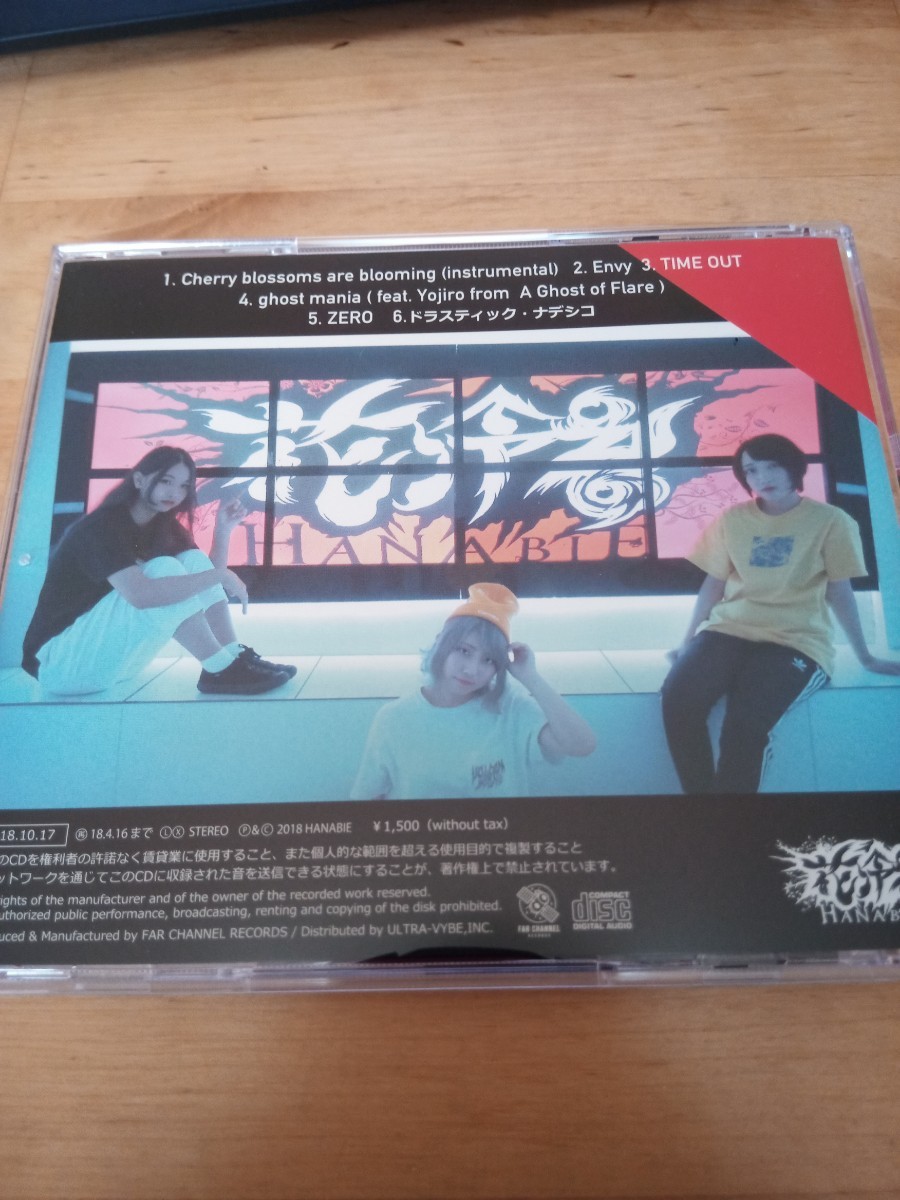 1. Cherry blossoms are blooming (instrumental) 2. Envy 3. TIME OUT
4. ghost mania ( feat. Yojiro from A Ghost of Flare )
5. ZERO 6.ドラスティック・ナデシコ
HANABIE
18.10.17 18.4.16 まで Ⓛ Ⓧ STEREO Ⓟ&© 2018 HANABIE ¥1,500 (without tax)
のCDを権利者の許諾なく賃貸業に使用すること、また個人的な範囲を超える使用目的で複製すること
ットワークを通じてこのCDに収録された音を送信できる状態にすることが、著作権上で禁止されています。
ights of the manufacturer and of the owner of the recorded work reserved.
uthorized public performance, broadcasting, renting and copying of the disk prohibited.
uced & Manufactured by FAR CHANNEL RECORDS / Distributed by ULTRA-VYBE,INC.
FAR CHANNEL
COMPACT
disc
DIGITAL AUDIO
HANABI